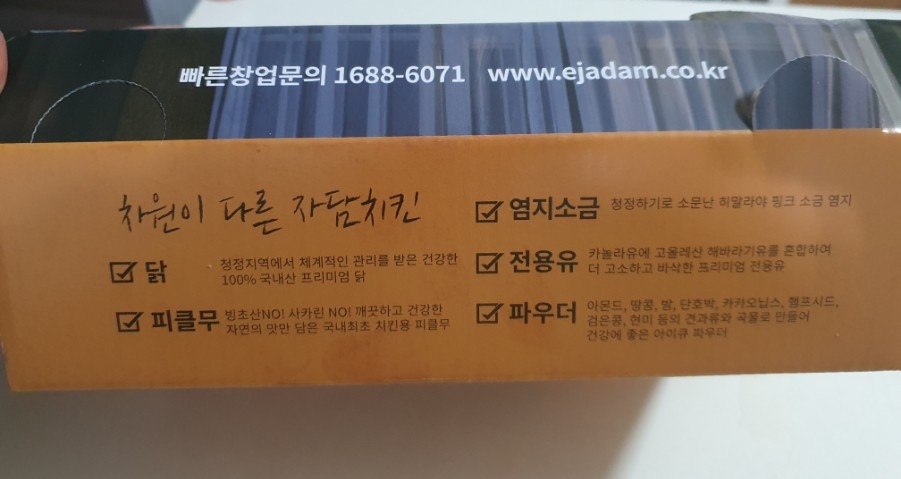 빠른창업문의 1688-6071 www.ejadam.co.kr
차원이 다른 자담치킨
닭 청정지역에서 체계적인 관리를 받은 건강한
100% 국내산 프리미엄 닭
피클무 빙초산NO! 사카린 NO! 깨끗하고 건강한
자연의 맛만 담은 국내최초 치킨용 피클무
염지소금 청정하기로 소문난 히말라야 핑크 소금 염지
전용유 카놀라유에 고올레산 해바라기유를 혼합하여
더 고소하고 바삭한 프리미엄 전용유
파우더 아몬드, 땅콩, 밤, 단호박, 카카오닙스, 햄프시드,
검은콩, 현미 등의 견과류와 곡물로 만들어
건강에 좋은 아이큐 파우더